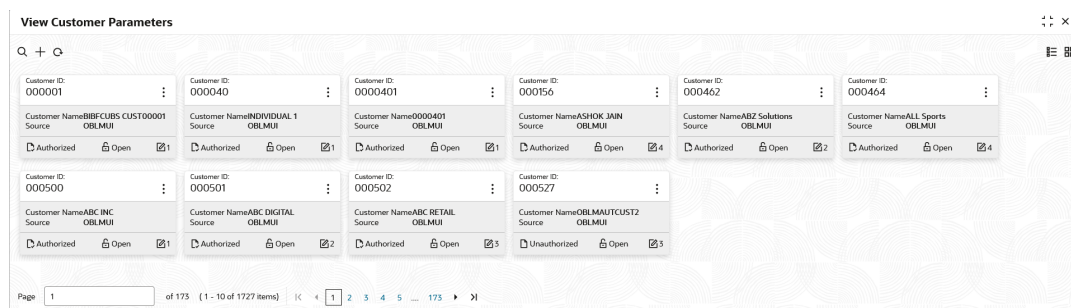 View Customer Parameters
Customer ID: Customer ID: Customer ID: Customer ID: Customer ID: Customer ID:
000001 000040 0000401 000156 000462 000464
Customer Name BIBFCUBS CUST00001 Customer Name INDIVIDUAL 1 Customer Name 0000401 Customer Name ASHOK JAIN Customer Name ABZ Solutions Customer Name ALL Sports
Source OBLMUI Source OBLMUI Source OBLMUI Source OBLMUI Source OBLMUI Source OBLMUI
Authorized Open 1 Authorized Open 1 Authorized Open 1 Authorized Open 4 Authorized Open 2 Authorized Open 4
Customer ID: Customer ID: Customer ID: Customer ID:
000500 000501 000502 000527
Customer Name ABC INC Customer Name ABC DIGITAL Customer Name ABC RETAIL Customer Name OBLMAUTCUST2
Source OBLMUI Source OBLMUI Source OBLMUI Source OBLMUI
Authorized Open 1 Authorized Open 2 Authorized Open 3 Unauthorized Open 3
Page 1 of 173 (1 - 10 of 1727 items) 1 2 3 4 5 .... 173